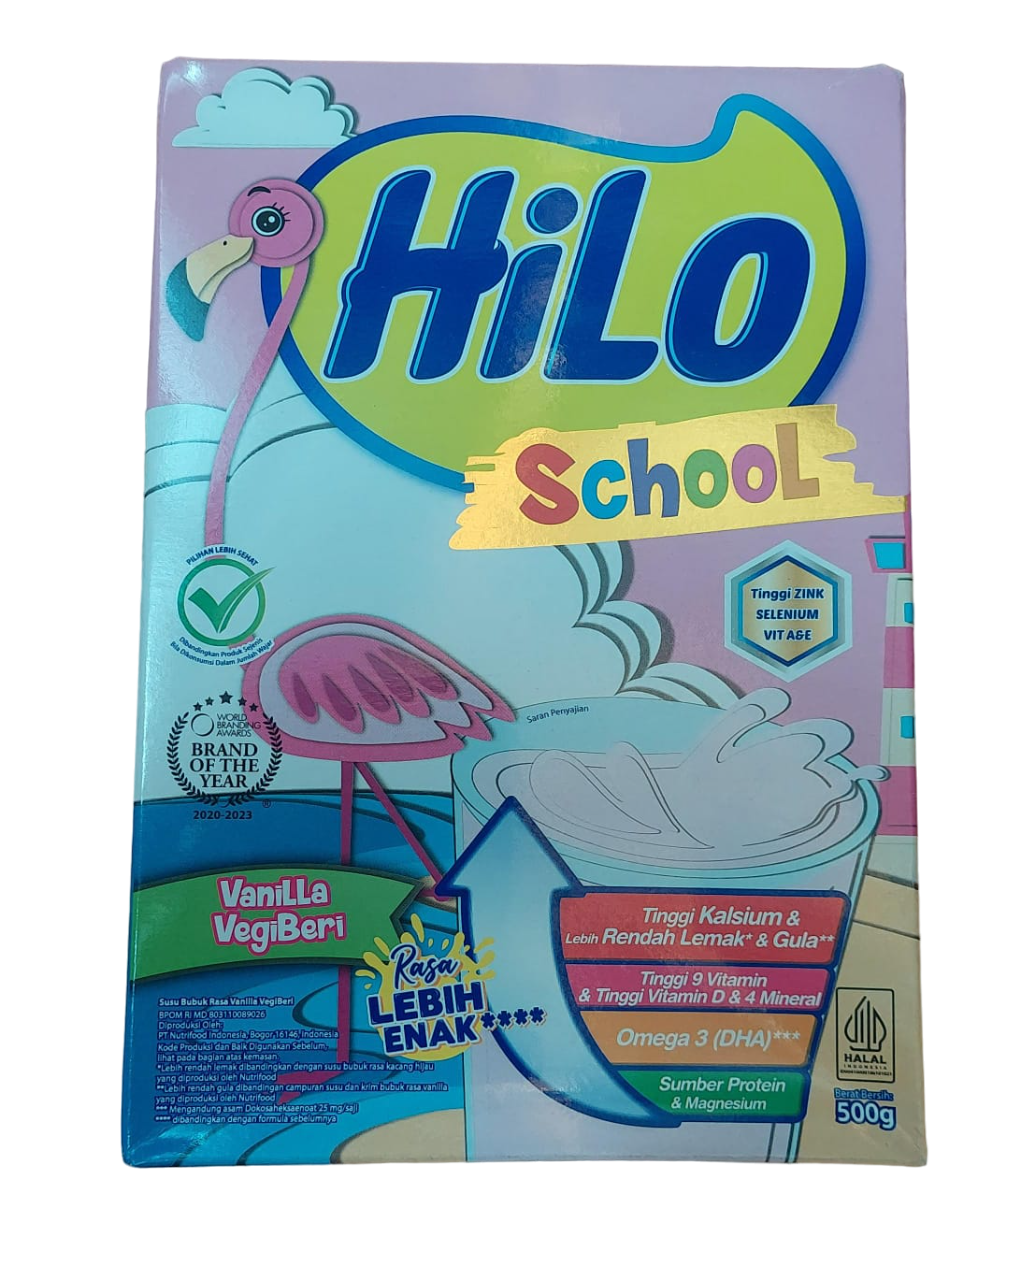 HiLo
School
PILIHAN LEBIH SEHAT
Dibandingkan Produk Sejenis
Bila Dikonsumsi Dalam Jumlah Wajar
Tinggi ZINK
SELENIUM
VIT A&E
WORLD
BRANDING
AWARDS
BRAND
OF THE
YEAR
®
2020-2023
Saran Penyajian
Vanilla
VegiBeri
Rasa
LEBIH
ENAK****
Tinggi Kalsium &
Lebih Rendah Lemak* & Gula**
Tinggi 9 Vitamin
& Tinggi Vitamin D & 4 Mineral
Omega 3 (DHA)***
Sumber Protein
& Magnesium
Susu Bubuk Rasa Vanilla VegiBeri
BPOM RI MD 803110089026
Diproduksi Oleh:
PT Nutrifood Indonesia, Bogor 16146, Indonesia
Kode Produksi dan Baik Digunakan Sebelum,
lihat pada bagian atas kemasan.
*Lebih rendah lemak dibandingkan dengan susu bubuk rasa kacang hijau
yang diproduksi oleh Nutrifood
**Lebih rendah gula dibandingan campuran susu dan krim bubuk rasa vanilla
yang diproduksi oleh Nutrifood
*** Mengandung asam Dokosaheksaenoat 25 mg/saji
**** dibandingkan dengan formula sebelumnya
HALAL
INDONESIA
Berat Bersih:
500g